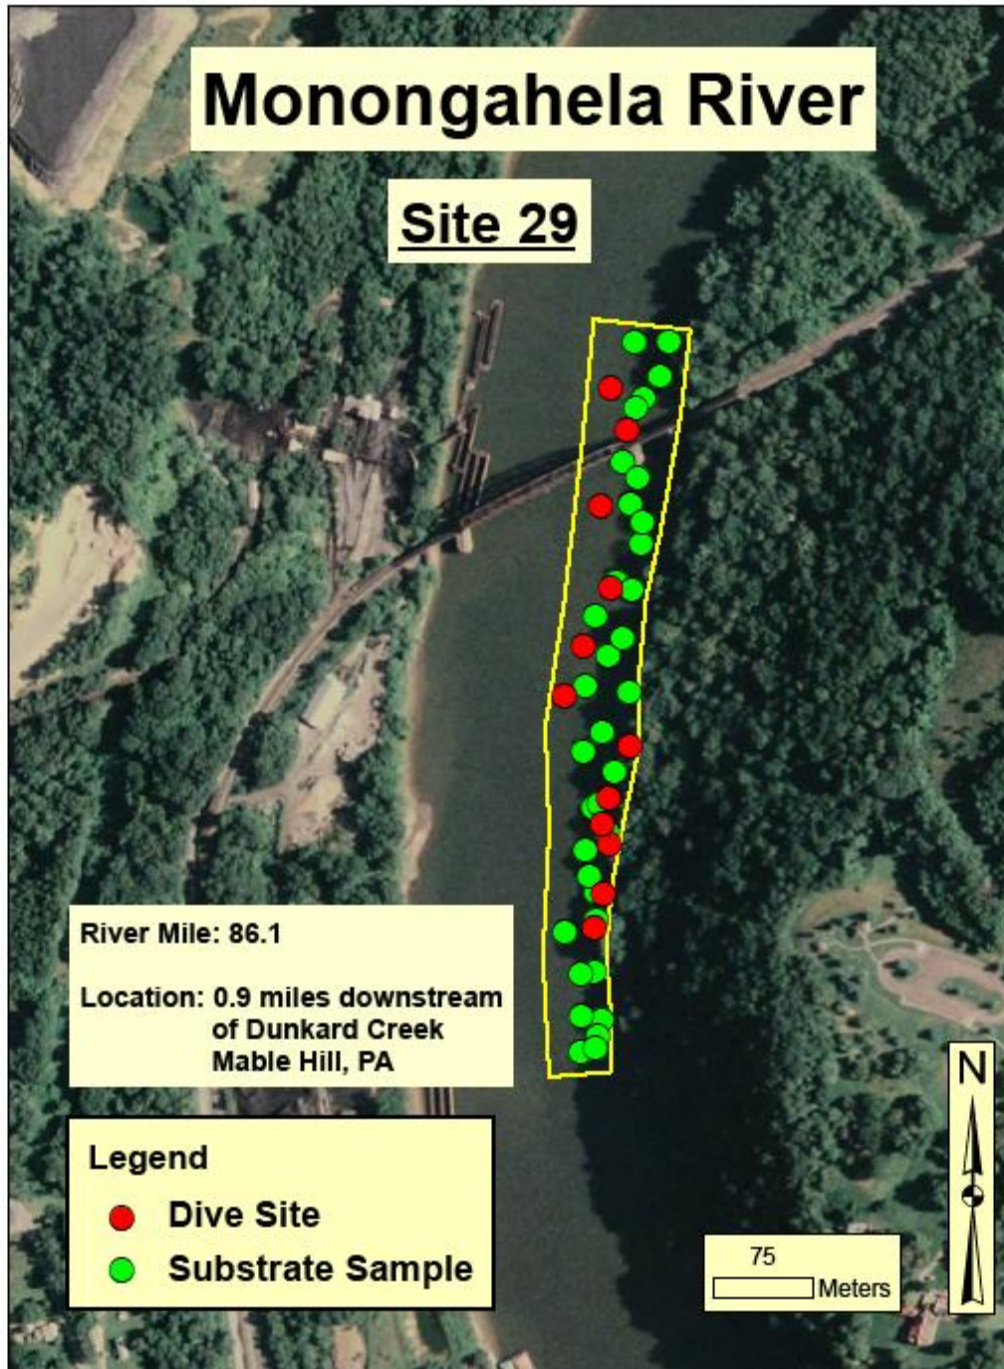 Monongahela River
Site 29
River Mile: 86.1
Location: 0.9 miles downstream
of Dunkard Creek
Mable Hill, PA
Legend
Dive Site
Substrate Sample
N
75
Meters